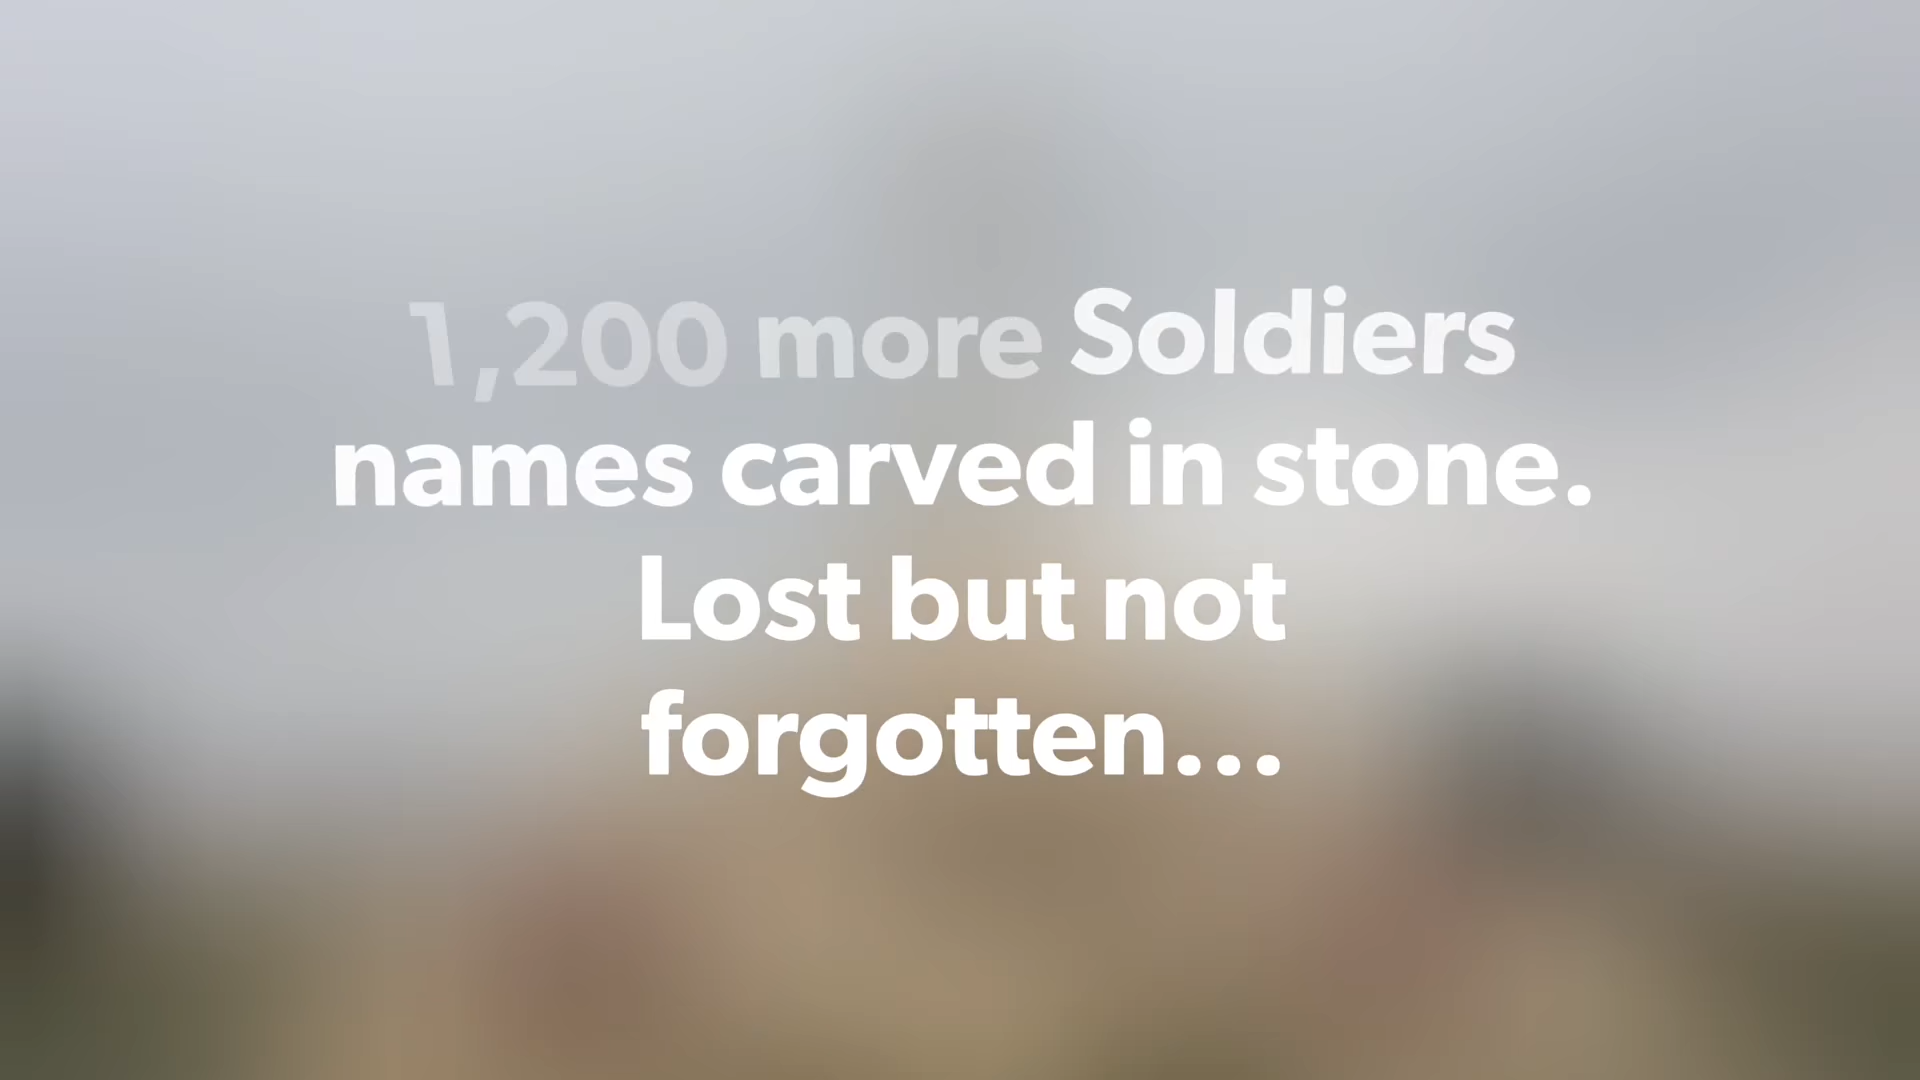 1,200 more Soldiers
names carved in stone.
Lost but not
forgotten...